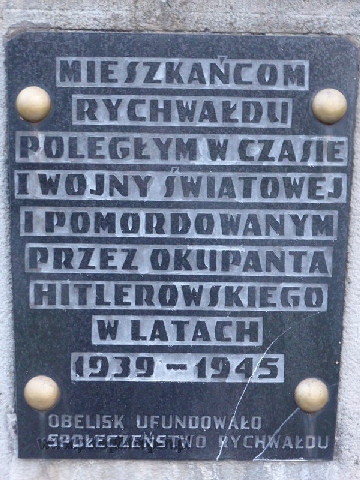 MIESZKAŃCOM
RYCHWAŁDU
POLEGŁYM W CZASIE
I WOJNY ŚWIATOWEJ
I POMORDOWANYM
PRZEZ OKUPANTA
HITLEROWSKIEGO
W LATACH
1939 – 1945
OBELISK UFUNDOWAŁO
SPOŁECZEŃSTWO RYCHWAŁDU